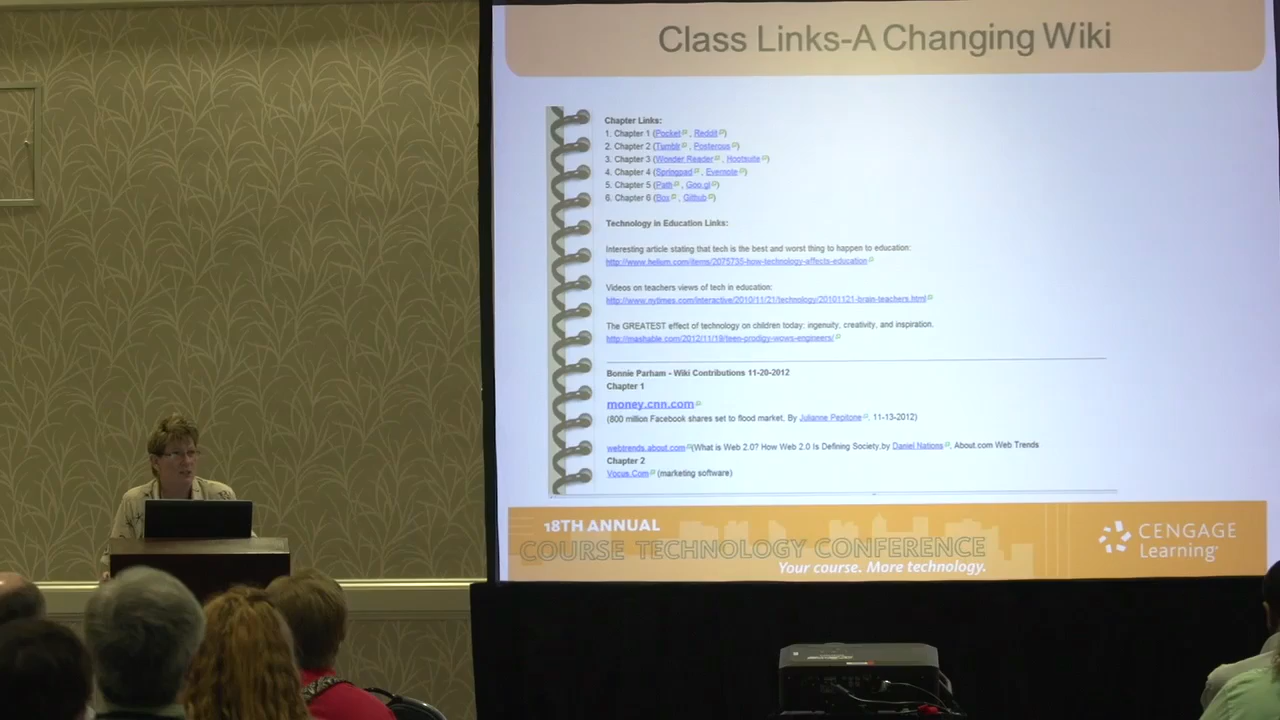 Class Links-A Changing Wiki
Chapter Links:
1. Chapter 1 (Pocket , Reddit )
2. Chapter 2 (Tumblr , Posterous )
3. Chapter 3 (Wonder Reader , Hootsuite )
4. Chapter 4 (Springpad , Evernote )
5. Chapter 5 (Path , Goo.gl )
6. Chapter 6 (Box , Github )
Technology in Education Links:
Interesting article stating that tech is the best and worst thing to happen to education:
http://www.helium.com/items/2075735-how-technology-affects-education
Videos on teachers views of tech in education:
http://www.nytimes.com/interactive/2010/11/21/technology/20101121-brain-teachers.html
The GREATEST effect of technology on children today: ingenuity, creativity, and inspiration.
http://mashable.com/2012/11/19/teen-prodigy-wows-engineers/
Bonnie Parham - Wiki Contributions 11-20-2012
Chapter 1
money.cnn.com
(800 million Facebook shares set to flood market, By Julianne Pepitone , 11-13-2012)
webtrends.about.com (What is Web 2.0? How Web 2.0 Is Defining Society,by Daniel Nations , About.com Web Trends
Chapter 2
Vocus.Com (marketing software)
18TH ANNUAL
COURSE TECHNOLOGY CONFERENCE
Your course. More technology.
CENGAGE
Learning